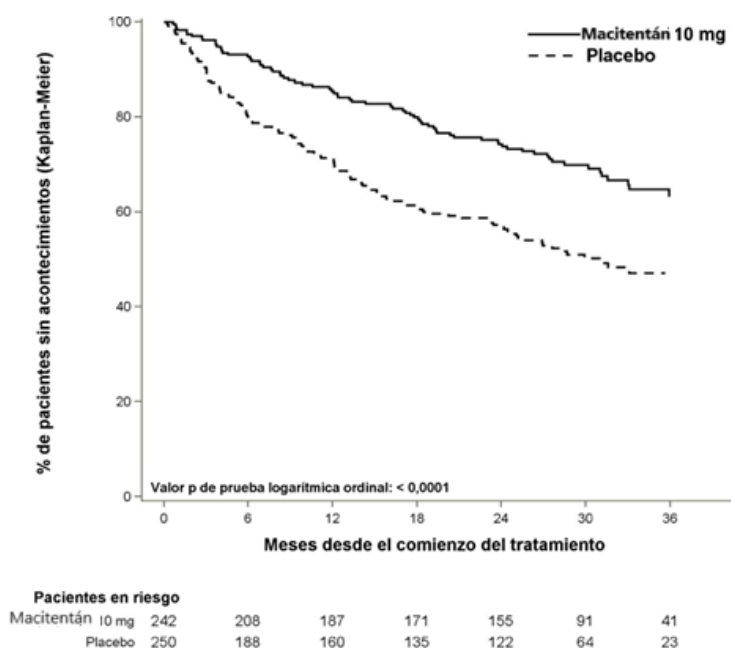 % de pacientes sin acontecimientos (Kaplan-Meier)
100
80
60
40
20
0
Macitentán 10 mg
Placebo
Valor p de prueba logarítmica ordinal: < 0,0001
0 6 12 18 24 30 36
Meses desde el comienzo del tratamiento
Pacientes en riesgo
Macitentán 10 mg 242 208 187 171 155 91 41
Placebo 250 188 160 135 122 64 23